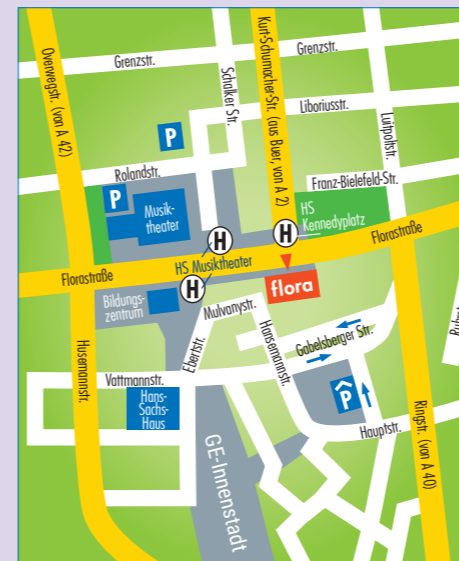 Overwegstr. (von A 42)
Grenzstr.
Schalker Str.
Kurt-Schumacher-Str. (aus Buer, von A 2)
Grenzstr.
Liboriusstr.
Luitpoltstr.
P
Rolandstr.
P
Musik-
theater
Franz-Bielefeld-Str.
HS
Kennedyplatz
H
H
Florastraße
HS Musiktheater
Florastraße
H
flora
Bildungs-
zentrum
Mulvanystr.
Ebertstr.
Hansemannstr.
Gabelsberger Str.
Husemannstr.
Vattmannstr.
Hans-
Sachs-
Haus
P
Hauptstr.
GE-Innenstadt
Ringstr. (von A 40)